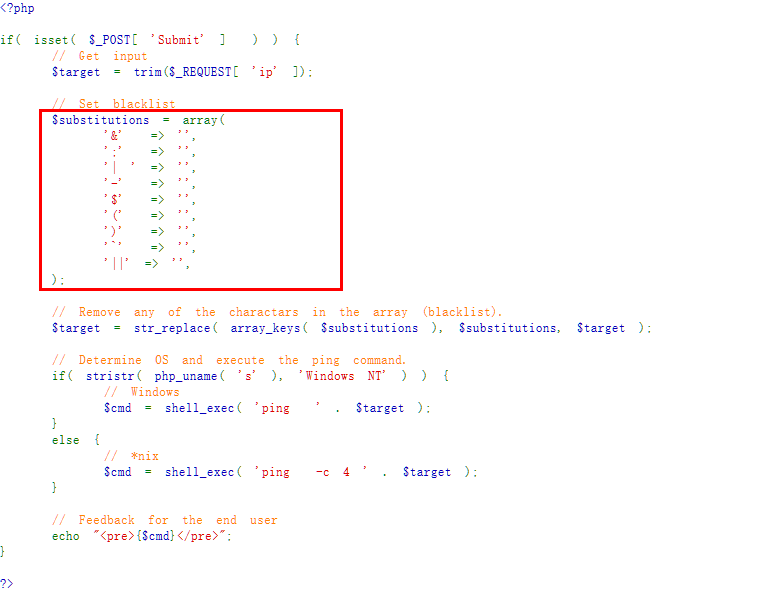 <?php
if( isset( $_POST[ 'Submit' ] ) ) {
// Get input
$target = trim($_REQUEST[ 'ip' ]);
// Set blacklist
$substitutions = array(
'&' => '',
';' => '',
'| ' => '',
'-' => '',
'$' => '',
'(' => '',
')' => '',
'`' => '',
'||' => '',
);
// Remove any of the charactars in the array (blacklist).
$target = str_replace( array_keys( $substitutions ), $substitutions, $target );
// Determine OS and execute the ping command.
if( stristr( php_uname( 's' ), 'Windows NT' ) ) {
// Windows
$cmd = shell_exec( 'ping ' . $target );
}
else {
// *nix
$cmd = shell_exec( 'ping -c 4 ' . $target );
}
// Feedback for the end user
echo "<pre>{$cmd}</pre>";
}
?>